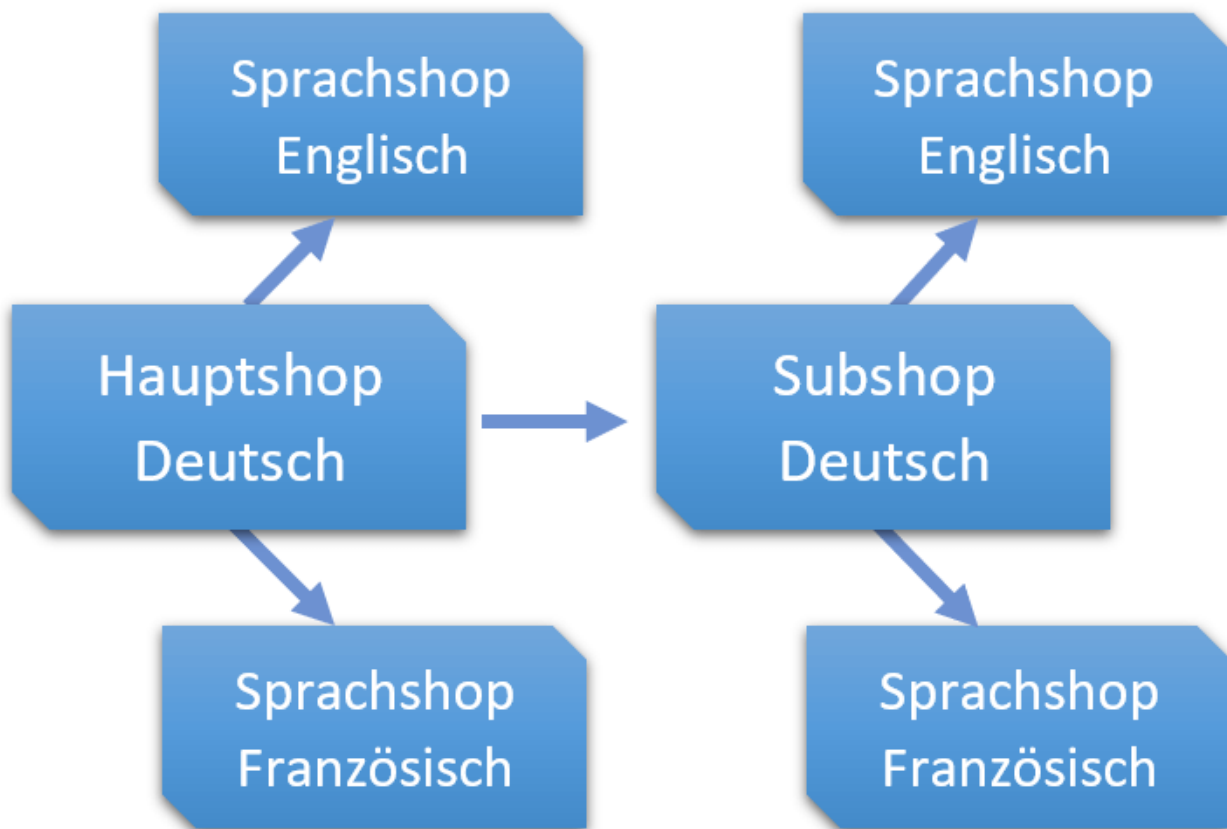 Sprachshop
Englisch
Sprachshop
Englisch
Hauptshop
Deutsch
Subshop
Deutsch
Sprachshop
Französisch
Sprachshop
Französisch